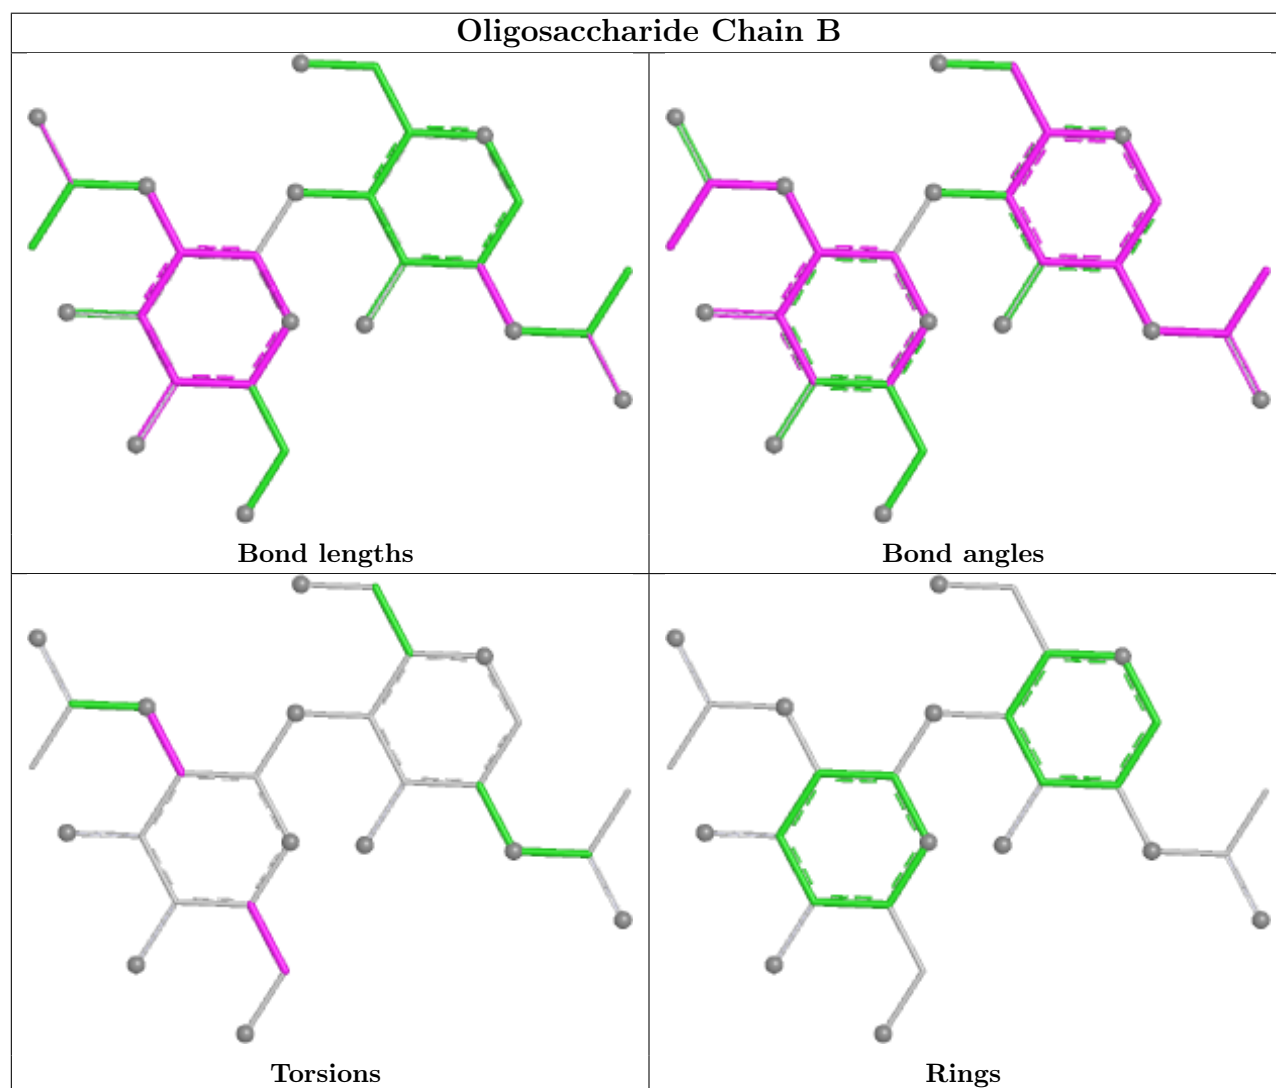 Oligosaccharide Chain B
Bond lengths
Bond angles
Torsions
Rings